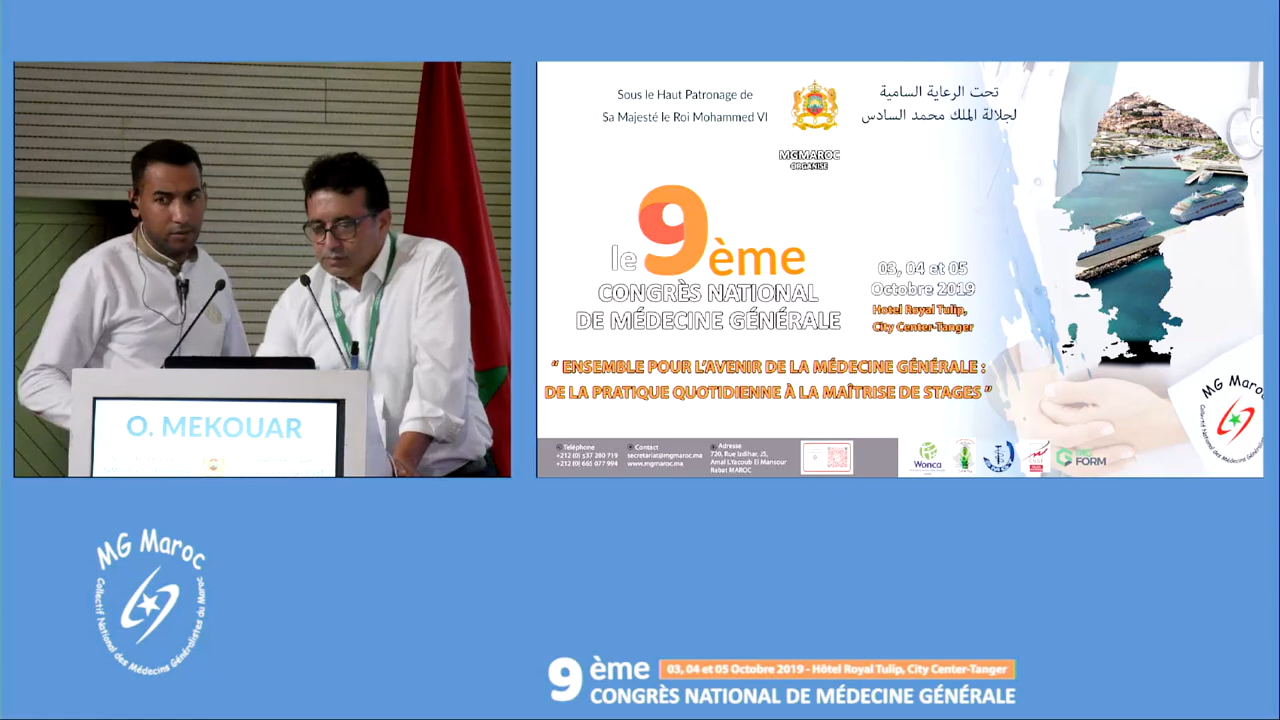 O. MEKOUAR
Sous le Haut Patronage de
Sa Majesté le Roi Mohammed VI
تحت الرعاية السامية
لجلالة الملك محمد السادس
MGMAROC
ORGANISE
le 9ème
CONGRÈS NATIONAL
DE MÉDECINE GÉNÉRALE
03, 04 et 05
Octobre 2019
Hotel Royal Tulip,
City Center-Tanger
“ ENSEMBLE POUR L’AVENIR DE LA MÉDECINE GÉNÉRALE :
DE LA PRATIQUE QUOTIDIENNE À LA MAÎTRISE DE STAGES ”
Teléphone
+212 (0) 537 280 719
+212 (0) 665 077 994
Contact
secretariat@mgmaroc.ma
www.mgmaroc.ma
Adresse
720, Rue Izdihar, J5,
Amal L'Yacoub El Mansour
Rabat MAROC
Wonca
FORM
MG Maroc
MG Maroc
Collectif National des Médecins Généralistes du Maroc
9 ème
03, 04 et 05 Octobre 2019 - Hôtel Royal Tulip, City Center-Tanger
CONGRÈS NATIONAL DE MÉDECINE GÉNÉRALE